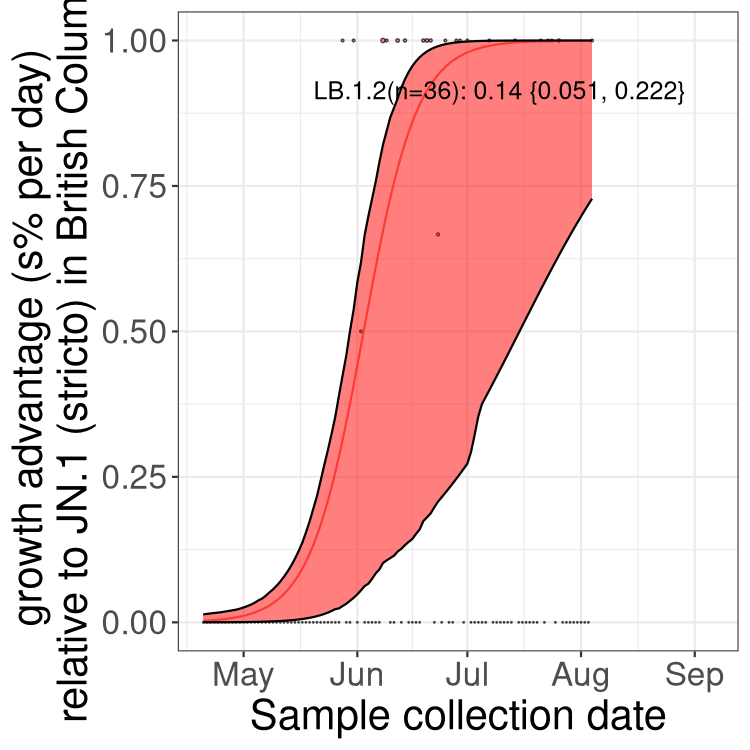 growth advantage (s% per day)
relative to JN.1 (stricto) in British Colum
1.00
0.75
0.50
0.25
0.00
LB.1.2(n=36): 0.14 {0.051, 0.222}
May Jun Jul Aug Sep
Sample collection date